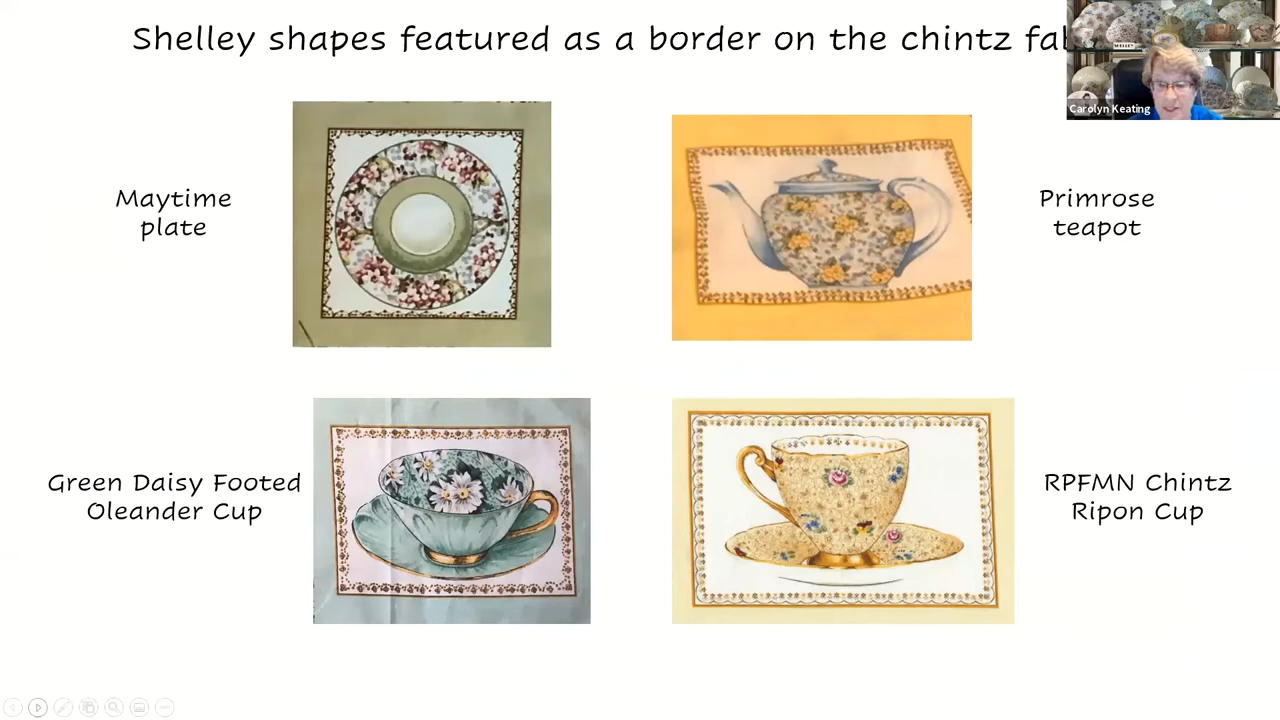 Shelley shapes featured as a border on the chintz
SHELLEY
Carolyn Keating
Maytime
plate
Primrose
teapot
Green Daisy Footed
Oleander Cup
RPFMN Chintz
Ripon Cup